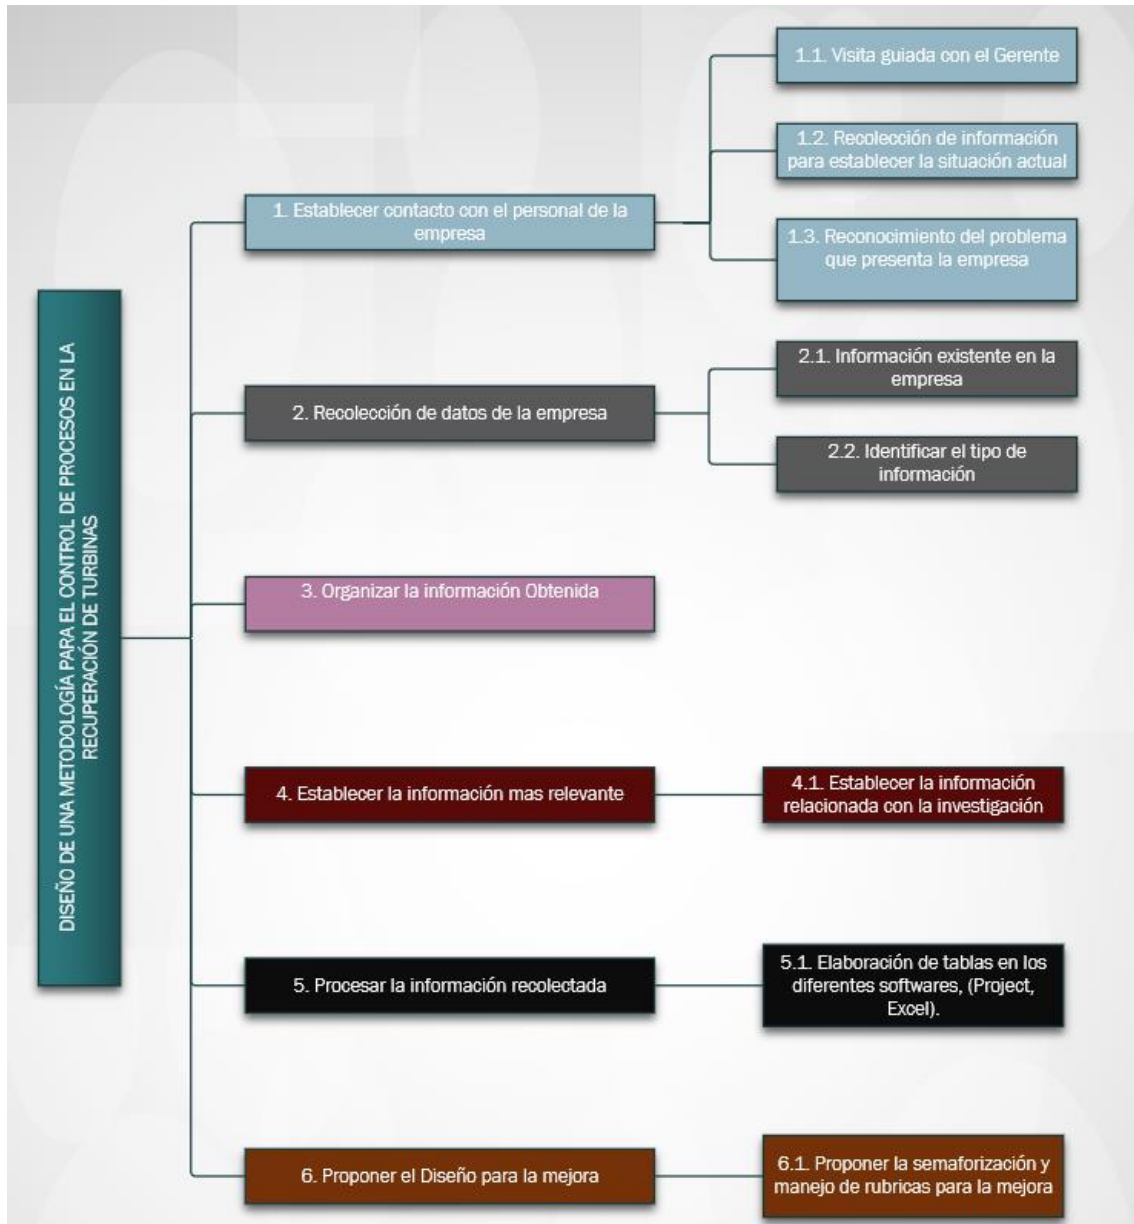 DISEÑO DE UNA METODOLOGÍA PARA EL CONTROL DE PROCESOS EN LA
RECUPERACIÓN DE TURBINAS
1. Establecer contacto con el personal de la
empresa
1.1. Visita guiada con el Gerente
1.2. Recolección de información
para establecer la situación actual
1.3. Reconocimiento del problema
que presenta la empresa
2. Recolección de datos de la empresa
2.1. Información existente en la
empresa
2.2. Identificar el tipo de
información
3. Organizar la información Obtenida
4. Establecer la información mas relevante
4.1. Establecer la información
relacionada con la investigación
5. Procesar la información recolectada
5.1. Elaboración de tablas en los
diferentes softwares, (Project,
Excel).
6. Proponer el Diseño para la mejora
6.1. Proponer la semaforización y
manejo de rubricas para la mejora